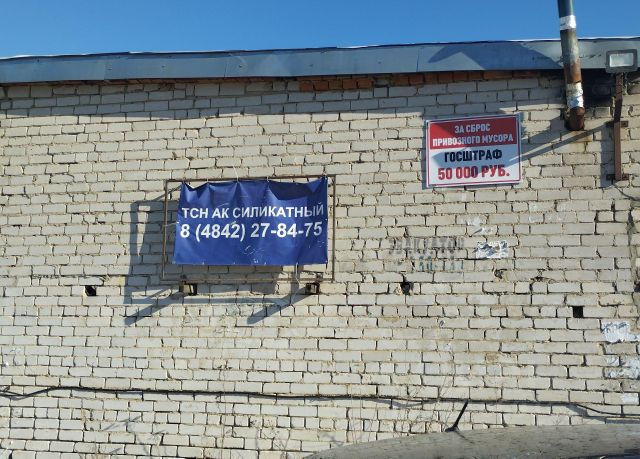 ТСН АК СИЛИКАТНЫЙ
8 (4842) 27-84-75
ЗА СБРОС
ПРИВОЗНОГО МУСОРА
ГОСШТРАФ
50 000 РУБ.